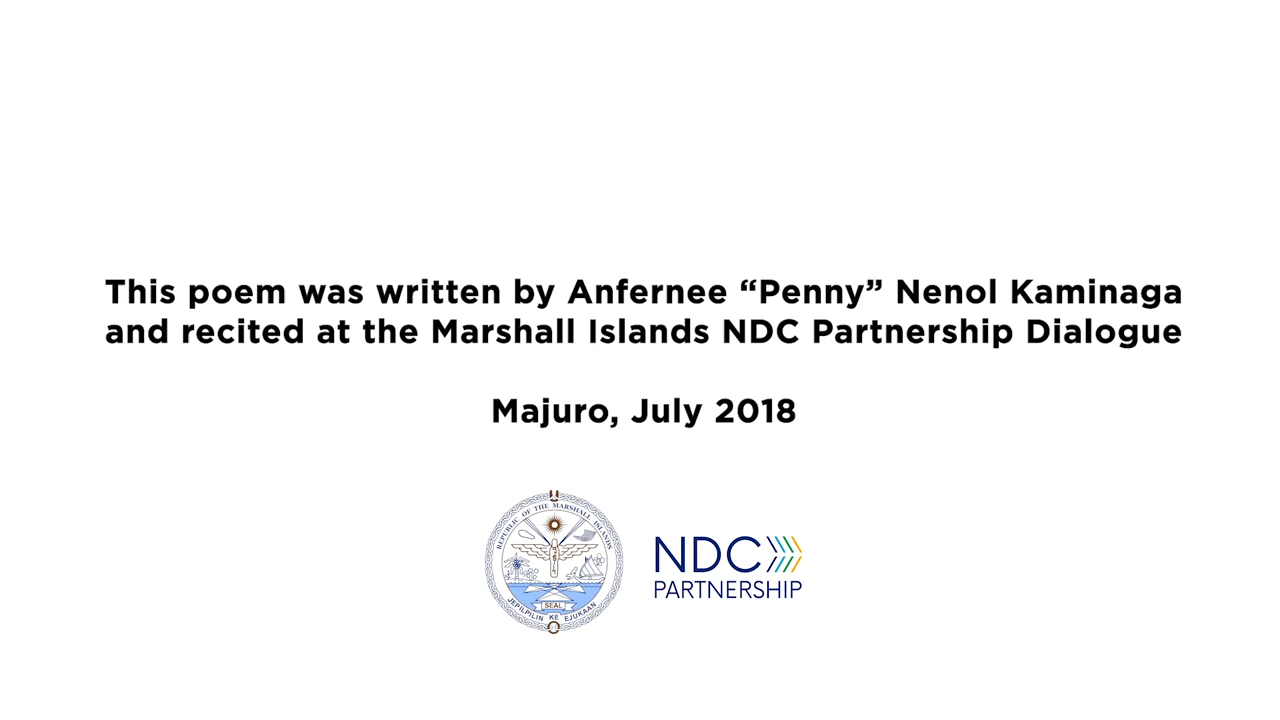 This poem was written by Anfernee “Penny” Nenol Kaminaga
and recited at the Marshall Islands NDC Partnership Dialogue
Majuro, July 2018
REPUBLIC OF THE MARSHALL ISLANDS
SEAL
JEPILPILIN KE EJUKAAN
NDC
PARTNERSHIP